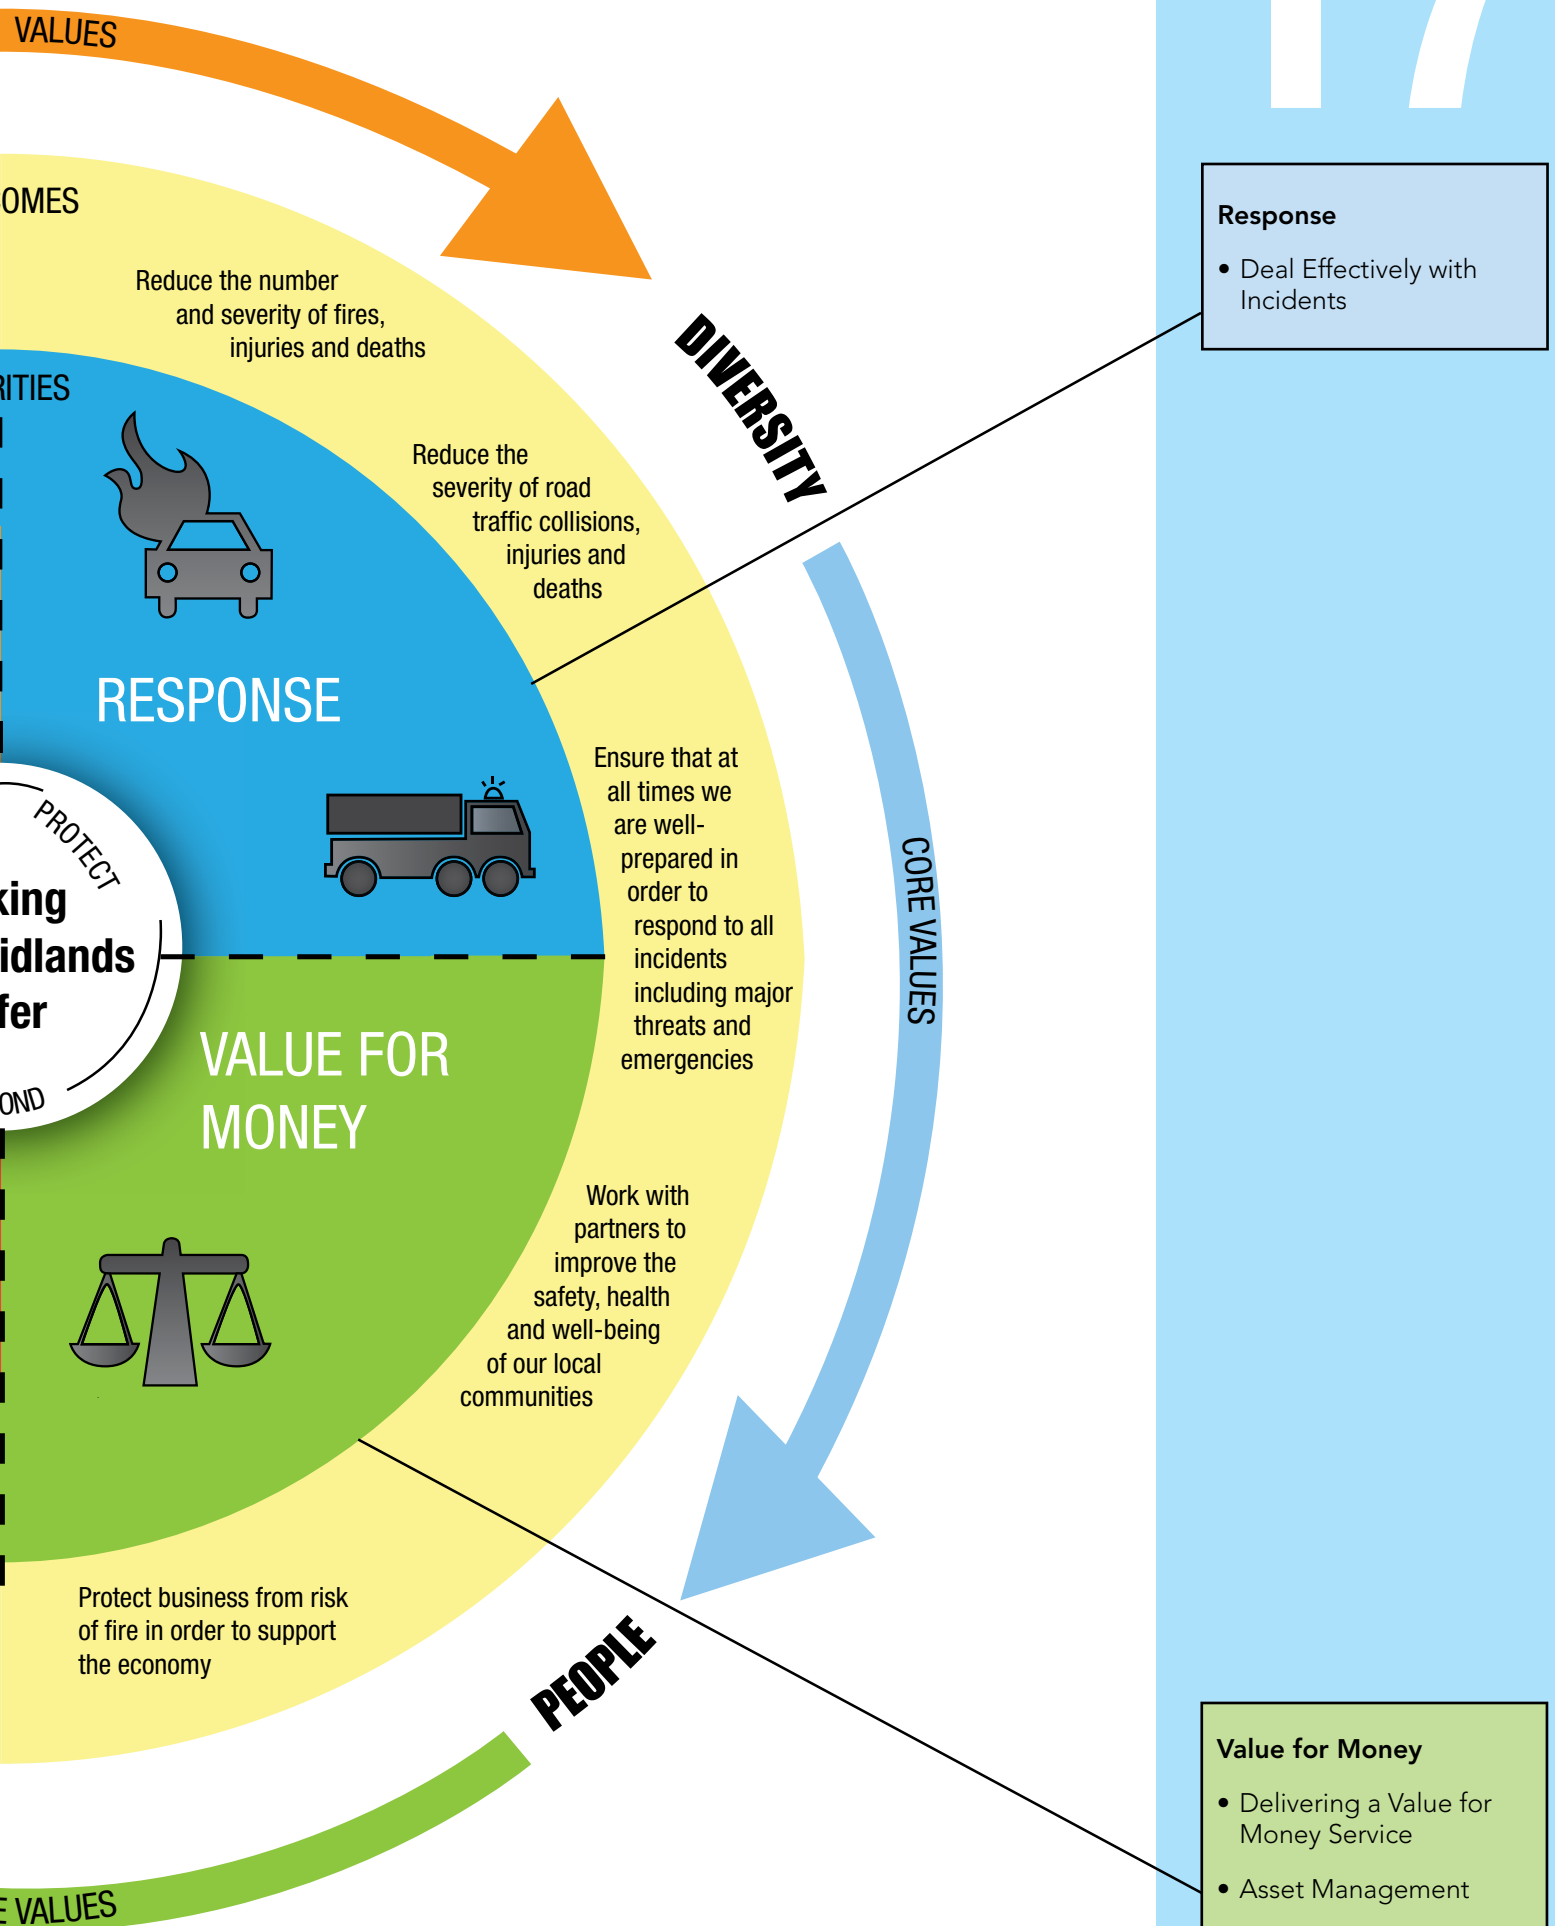 17
VALUES
OMES
Reduce the number
and severity of fires,
injuries and deaths
RITIES
Reduce the
severity of road
traffic collisions,
injuries and
deaths
DIVERSITY
Response
• Deal Effectively with
Incidents
RESPONSE
Ensure that at
all times we
are well-
prepared in
order to
respond to all
incidents
including major
threats and
emergencies
CORE VALUES
PROTECT
king
idlands
fer
OND
VALUE FOR
MONEY
Work with
partners to
improve the
safety, health
and well-being
of our local
communities
Protect business from risk
of fire in order to support
the economy
PEOPLE
E VALUES
Value for Money
• Delivering a Value for
Money Service
• Asset Management